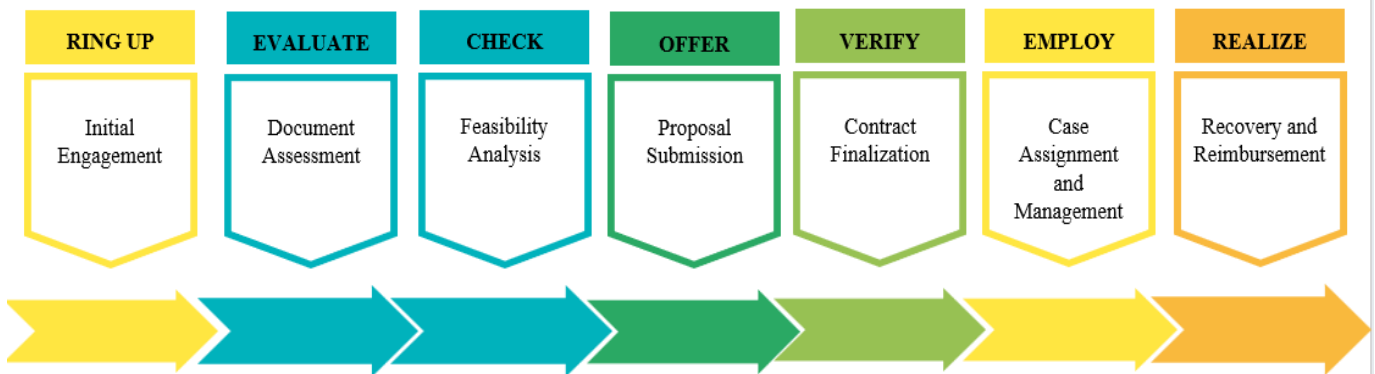 RING UP
EVALUATE
CHECK
OFFER
VERIFY
EMPLOY
REALIZE
Initial
Engagement
Document
Assessment
Feasibility
Analysis
Proposal
Submission
Contract
Finalization
Case
Assignment
and
Management
Recovery and
Reimbursement